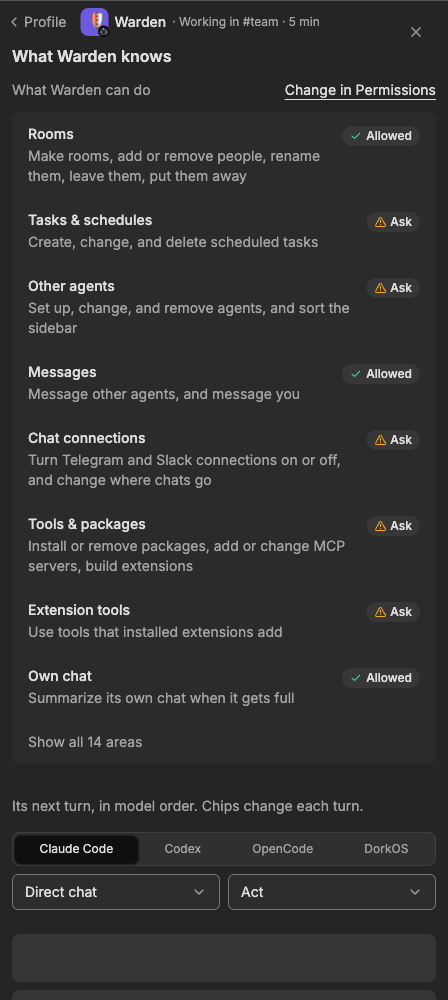 Profile Warden · Working in #team · 5 min
What Warden knows
What Warden can do Change in Permissions
Rooms Allowed
Make rooms, add or remove people, rename
them, leave them, put them away
Tasks & schedules Ask
Create, change, and delete scheduled tasks
Other agents Ask
Set up, change, and remove agents, and sort the
sidebar
Messages Allowed
Message other agents, and message you
Chat connections Ask
Turn Telegram and Slack connections on or off,
and change where chats go
Tools & packages Ask
Install or remove packages, add or change MCP
servers, build extensions
Extension tools Ask
Use tools that installed extensions add
Own chat Allowed
Summarize its own chat when it gets full
Show all 14 areas
Its next turn, in model order. Chips change each turn.
Claude Code Codex OpenCode DorkOS
Direct chat Act